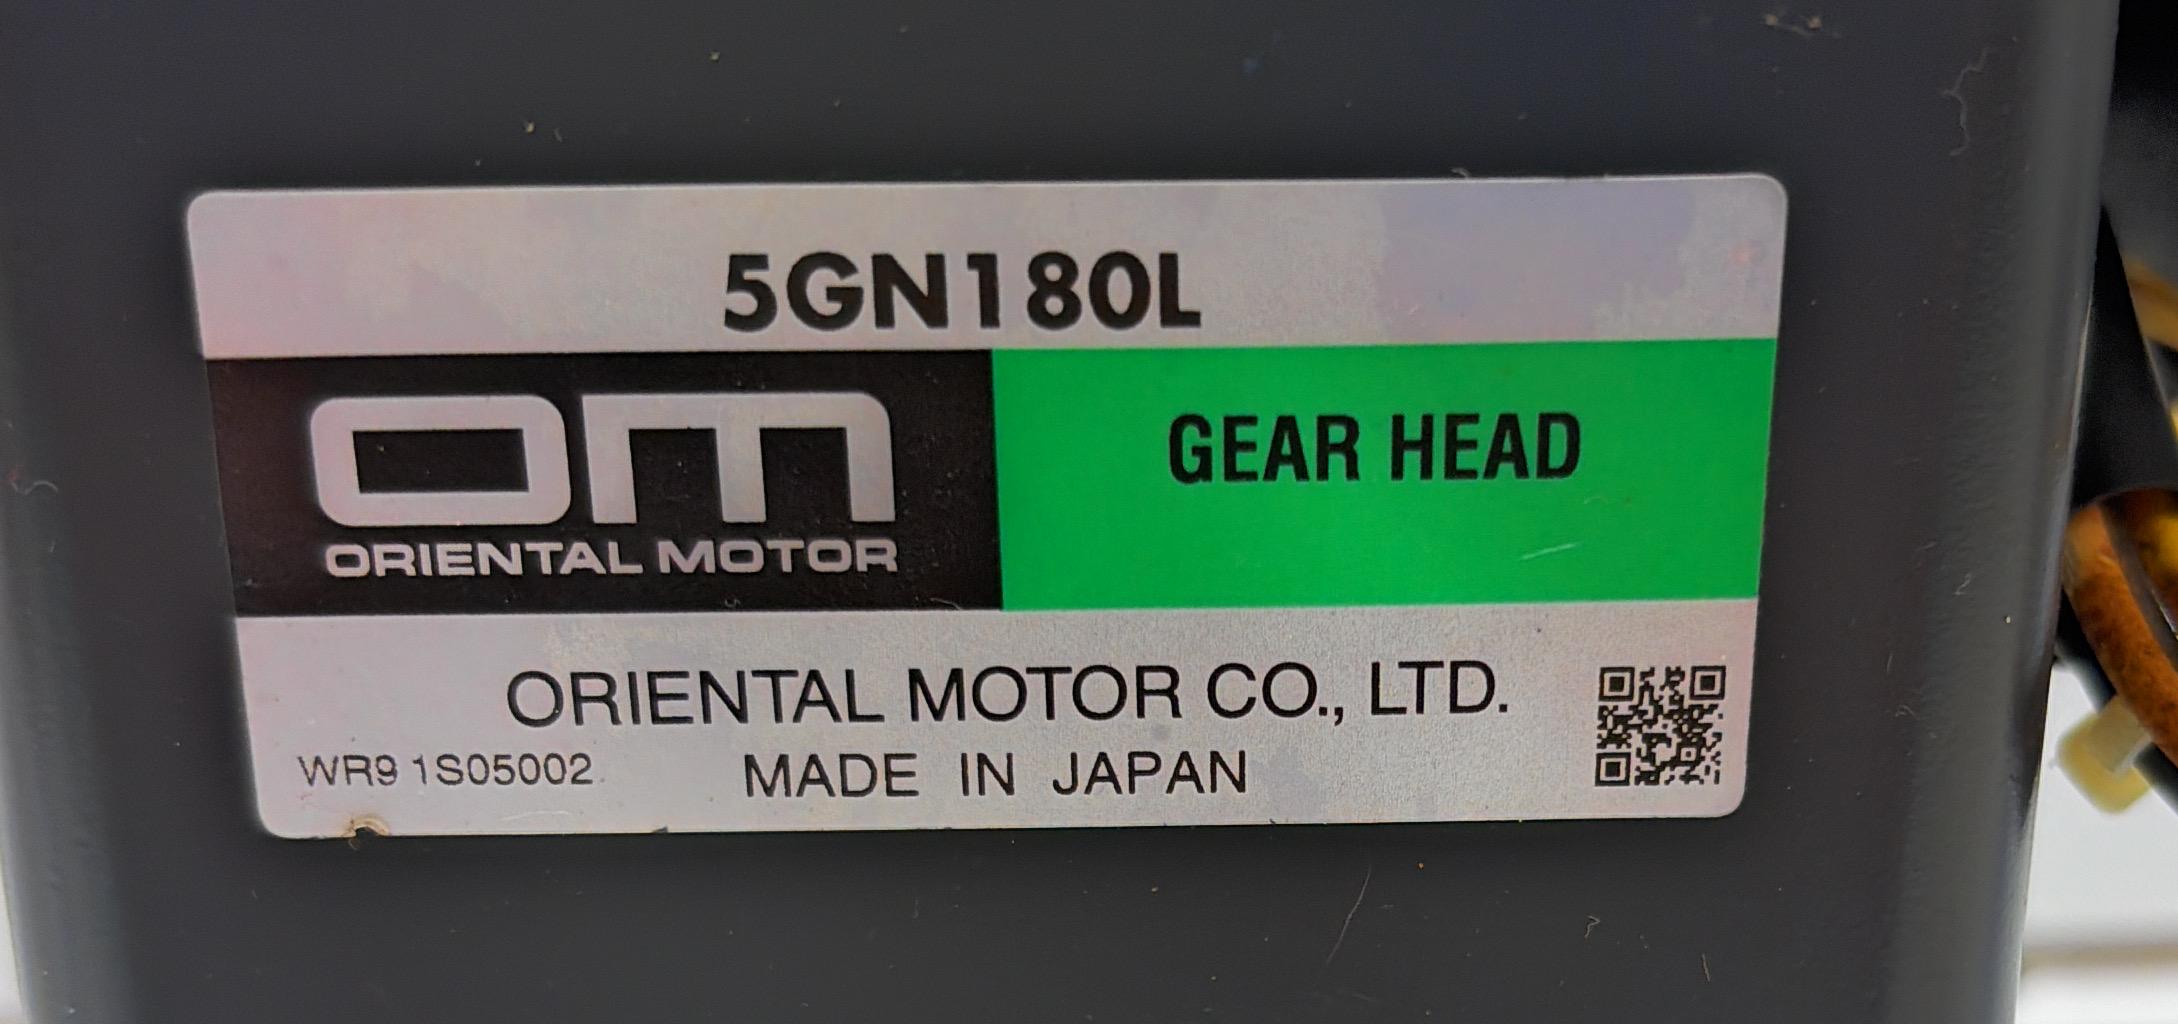 5GN180L
om
ORIENTAL MOTOR
GEAR HEAD
ORIENTAL MOTOR CO., LTD.
WR9 1S05002
MADE IN JAPAN